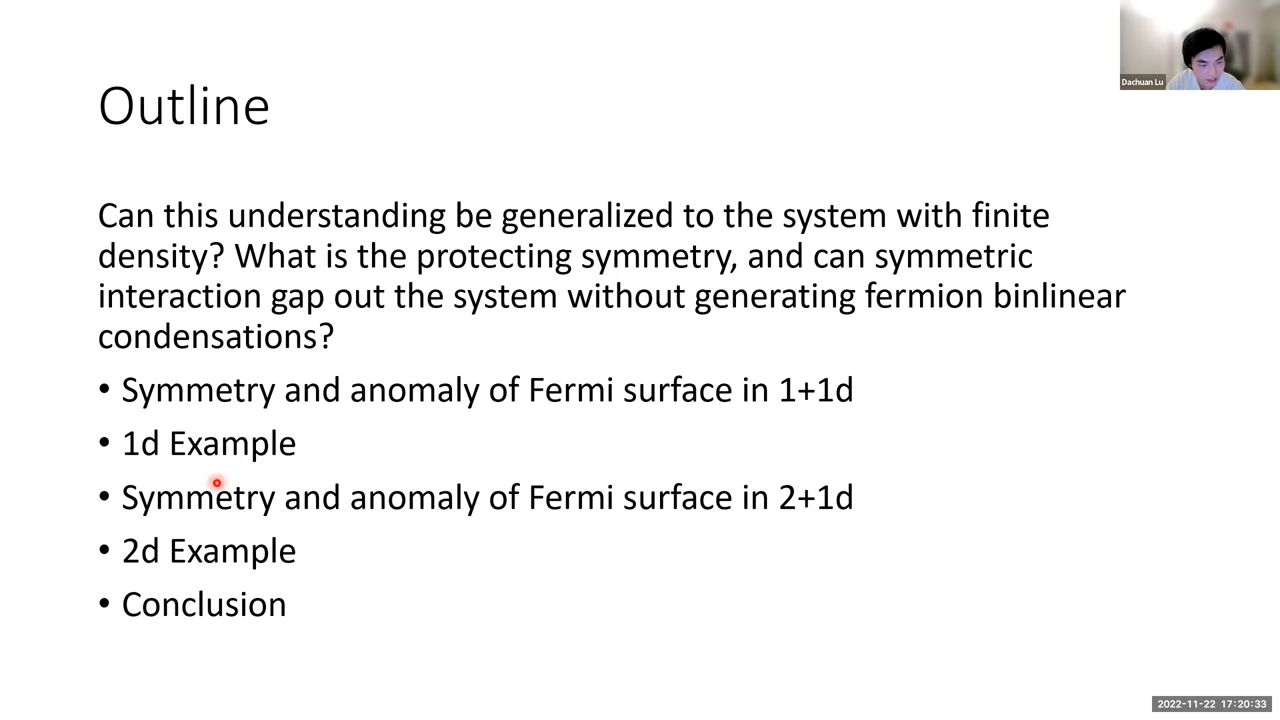 Dachuan Lu
Outline
Can this understanding be generalized to the system with finite
density? What is the protecting symmetry, and can symmetric
interaction gap out the system without generating fermion binlinear
condensations?
• Symmetry and anomaly of Fermi surface in 1+1d
• 1d Example
• Symmetry and anomaly of Fermi surface in 2+1d
• 2d Example
• Conclusion
2022-11-22 17:20:33